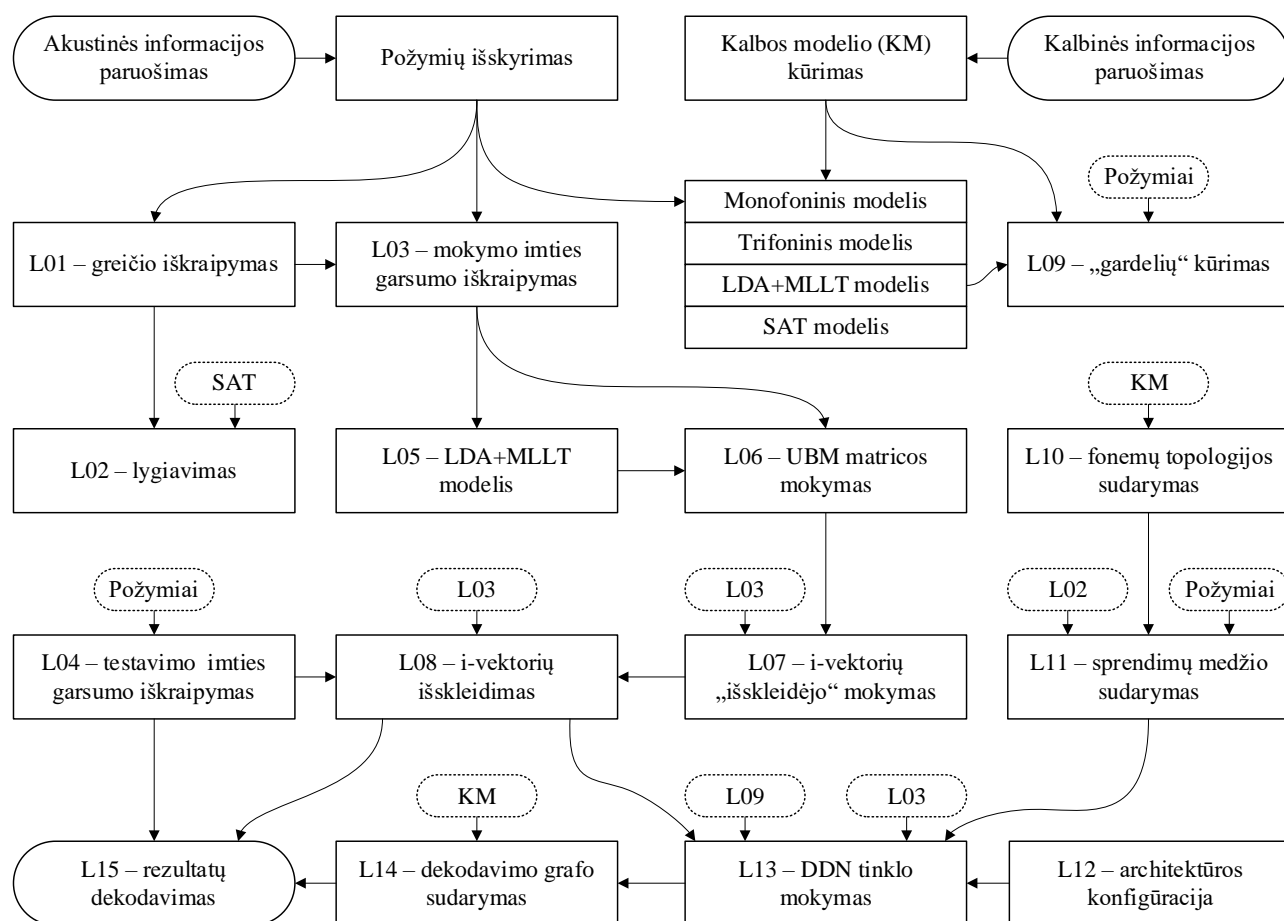 Akustinės informacijos
paruošimas
Požymių išskyrimas
Kalbos modelio (KM)
kūrimas
Kalbinės informacijos
paruošimas
Požymiai
Monofoninis modelis
Trifoninis modelis
LDA+MLLT modelis
SAT modelis
L01 – greičio iškraipymas
L03 – mokymo imties
garsumo iškraipymas
L09 – „gardelių“ kūrimas
SAT
KM
L02 – lygiavimas
L05 – LDA+MLLT
modelis
L06 – UBM matricos
mokymas
L10 – fonemų topologijos
sudarymas
Požymiai
L03
L03
L02
Požymiai
L04 – testavimo imties
garsumo iškraipymas
L08 – i-vektorių
išskleidimas
L07 – i-vektorių
„išskleidėjo“ mokymas
L11 – sprendimų medžio
sudarymas
KM
L09
L03
L15 – rezultatų
dekodavimas
L14 – dekodavimo grafo
sudarymas
L13 – DDN tinklo
mokymas
L12 – architektūros
konfigūracija